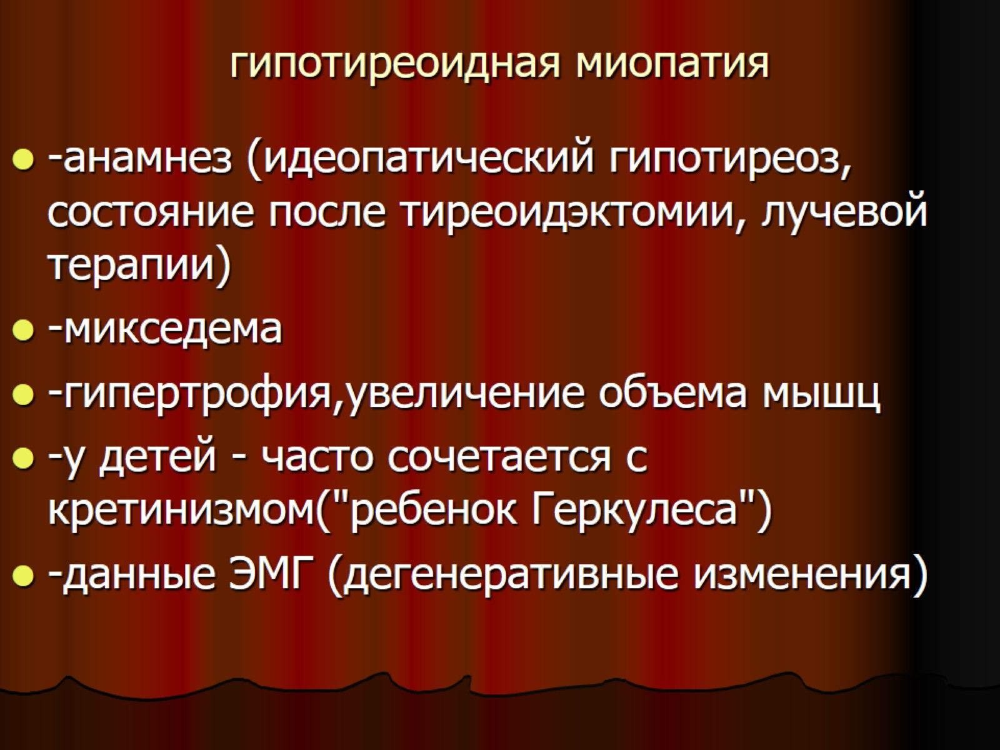 гипотиреоидная миопатия
-анамнез (идеопатический гипотиреоз,
состояние после тиреоидэктомии, лучевой
терапии)
-микседема
-гипертрофия,увеличение объема мышц
-у детей - часто сочетается с
кретинизмом("ребенок Геркулеса")
-данные ЭМГ (дегенеративные изменения)